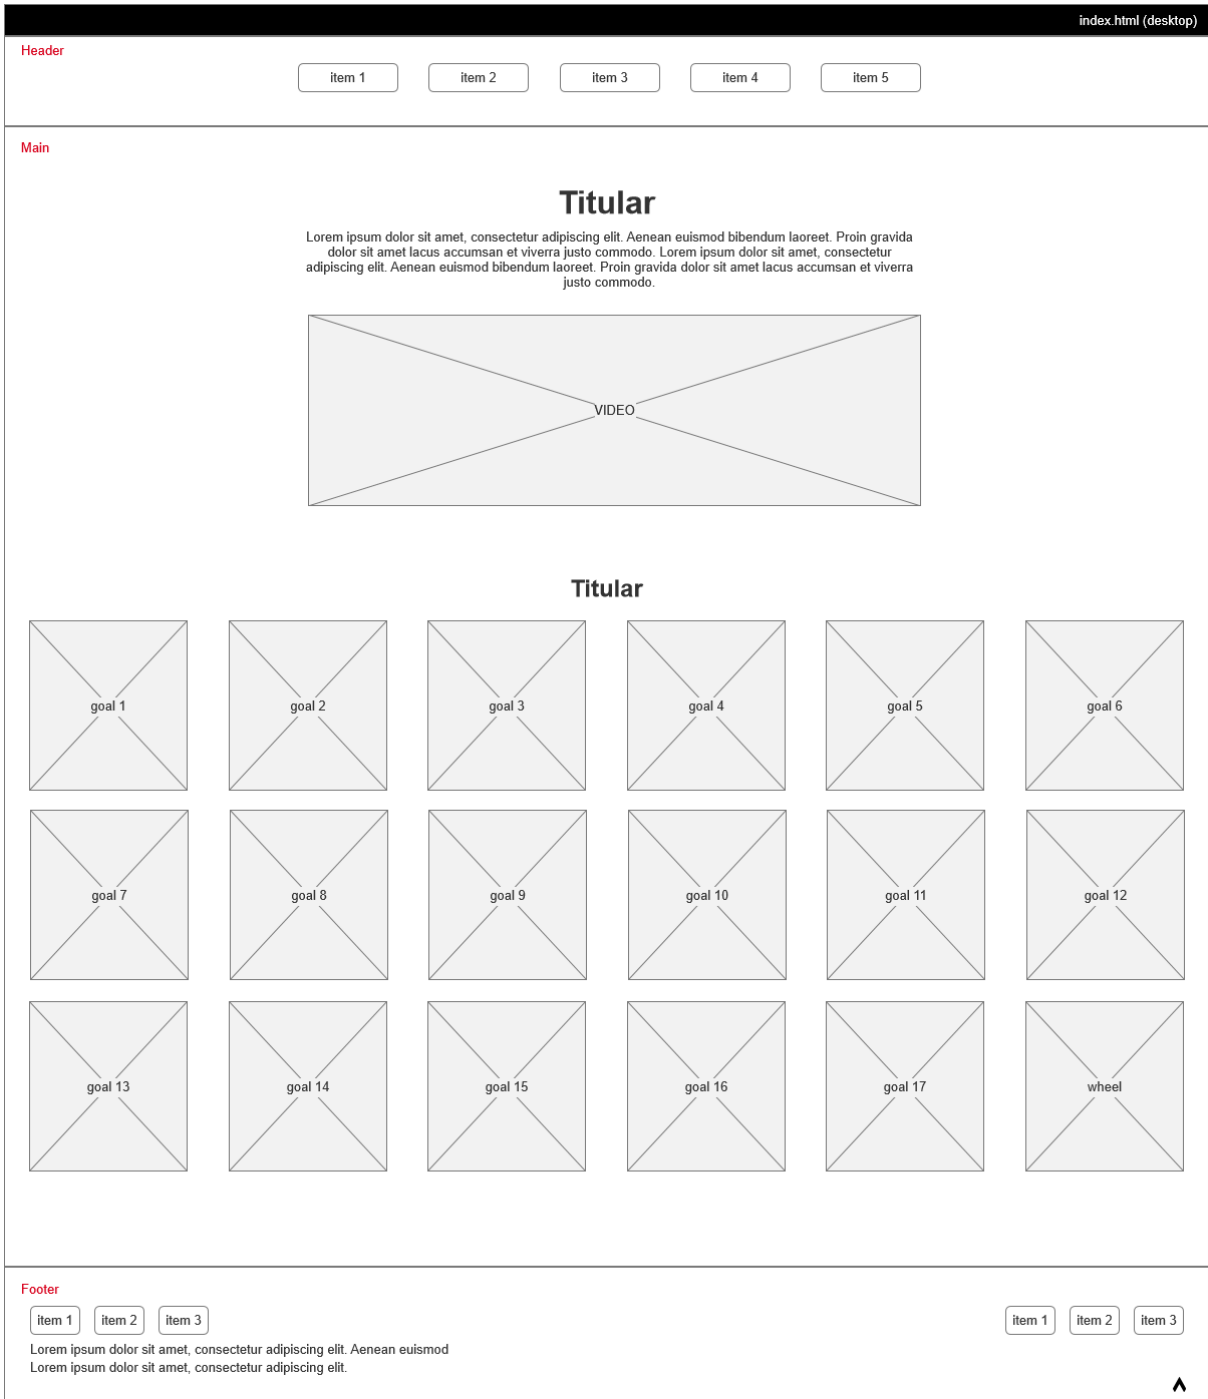 index.html (desktop)
Header
item 1 item 2 item 3 item 4 item 5
Main
Titular
Lorem ipsum dolor sit amet, consectetur adipiscing elit. Aenean euismod bibendum laoreet. Proin gravida
dolor sit amet lacus accumsan et viverra justo commodo. Lorem ipsum dolor sit amet, consectetur
adipiscing elit. Aenean euismod bibendum laoreet. Proin gravida dolor sit amet lacus accumsan et viverra
justo commodo.
VIDEO
Titular
goal 1 goal 2 goal 3 goal 4 goal 5 goal 6
goal 7 goal 8 goal 9 goal 10 goal 11 goal 12
goal 13 goal 14 goal 15 goal 16 goal 17 wheel
Footer
item 1 item 2 item 3 item 1 item 2 item 3
Lorem ipsum dolor sit amet, consectetur adipiscing elit. Aenean euismod
Lorem ipsum dolor sit amet, consectetur adipiscing elit.